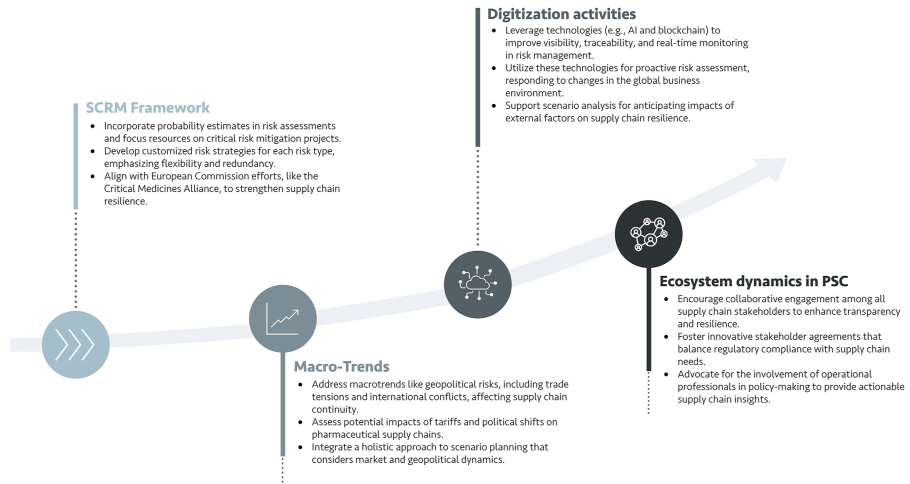 SCRM Framework
• Incorporate probability estimates in risk assessments
and focus resources on critical risk mitigation projects.
• Develop customized risk strategies for each risk type,
emphasizing flexibility and redundancy.
• Align with European Commission efforts, like the
Critical Medicines Alliance, to strengthen supply chain
resilience.
Macro-Trends
• Address macrotrends like geopolitical risks, including trade
tensions and international conflicts, affecting supply chain
continuity.
• Assess potential impacts of tariffs and political shifts on
pharmaceutical supply chains.
• Integrate a holistic approach to scenario planning that
considers market and geopolitical dynamics.
Digitization activities
• Leverage technologies (e.g., AI and blockchain) to
improve visibility, traceability, and real-time monitoring
in risk management.
• Utilize these technologies for proactive risk assessment,
responding to changes in the global business
environment.
• Support scenario analysis for anticipating impacts of
external factors on supply chain resilience.
Ecosystem dynamics in PSC
• Encourage collaborative engagement among all
supply chain stakeholders to enhance transparency
and resilience.
• Foster innovative stakeholder agreements that
balance regulatory compliance with supply chain
needs.
• Advocate for the involvement of operational
professionals in policy-making to provide actionable
supply chain insights.